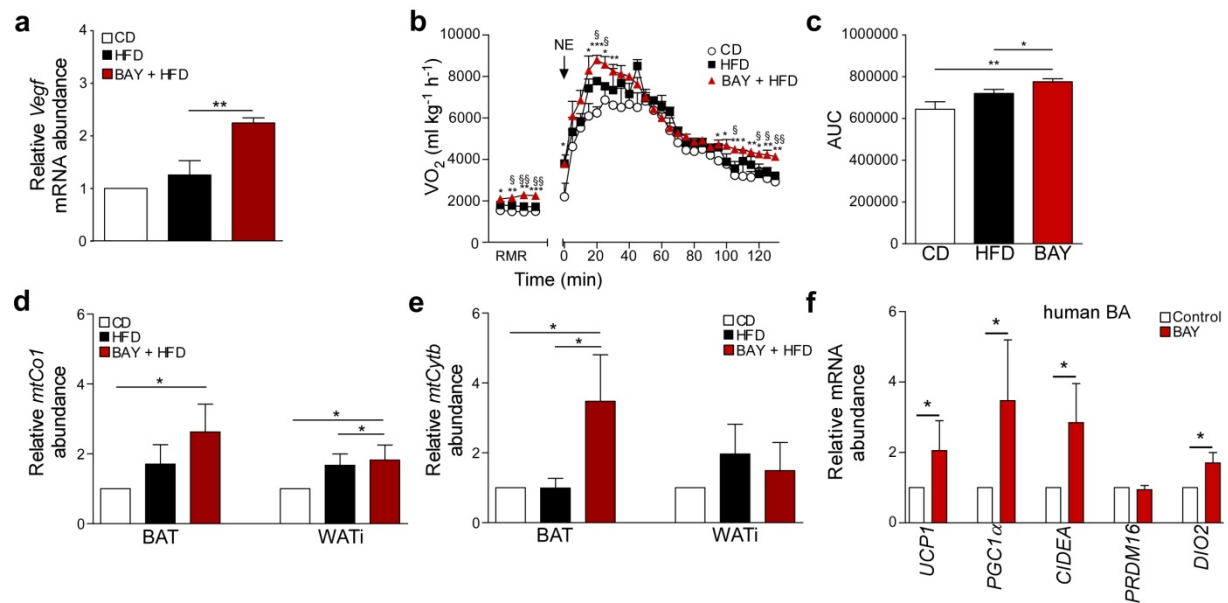 a
CD
HFD
BAY + HFD
Relative Vegf
mRNA abundance
4
3
2
1
0
**
b
VO2 (ml kg-1 h-1)
10000
8000
6000
4000
2000
0
NE
CD
HFD
BAY + HFD
RMR
0 20 40 60 80 100 120
Time (min)
c
AUC
1000000
800000
600000
400000
200000
0
*
**
CD HFD BAY
d
CD
HFD
BAY + HFD
Relative mtCo1
abundance
6
4
2
0
*
*
*
BAT WATi
e
CD
HFD
BAY + HFD
Relative mtCytb
abundance
6
4
2
0
*
*
BAT WATi
f
human BA
Control
BAY
Relative mRNA
abundance
6
4
2
0
* * * *
UCP1
PGC1α
CIDEA
PRDM16
DIO2